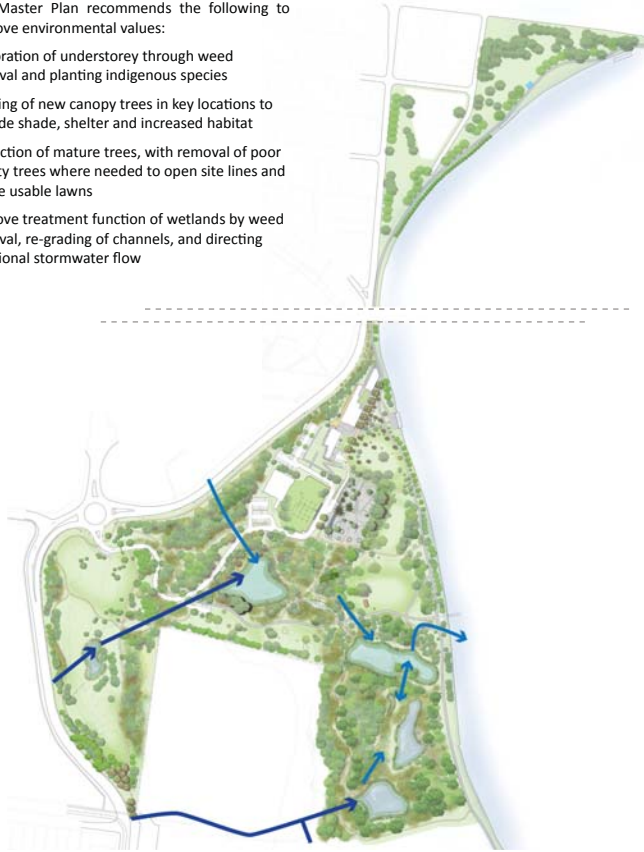 Master Plan recommends the following to
ove environmental values:
ration of understorey through weed
val and planting indigenous species
ing of new canopy trees in key locations to
de shade, shelter and increased habitat
ction of mature trees, with removal of poor
ty trees where needed to open site lines and
e usable lawns
ove treatment function of wetlands by weed
val, re-grading of channels, and directing
ional stormwater flow